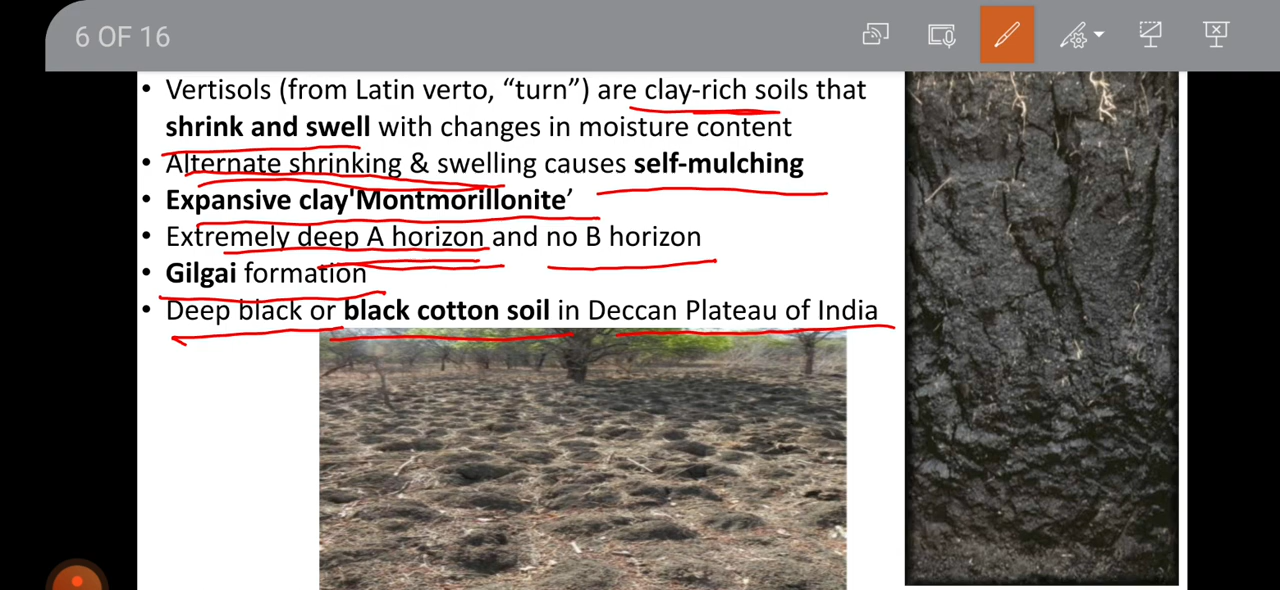 6 OF 16
• Vertisols (from Latin verto, “turn”) are clay-rich soils that
shrink and swell with changes in moisture content
• Alternate shrinking & swelling causes self-mulching
• Expansive clay'Montmorillonite’
• Extremely deep A horizon and no B horizon
• Gilgai formation
• Deep black or black cotton soil in Deccan Plateau of India